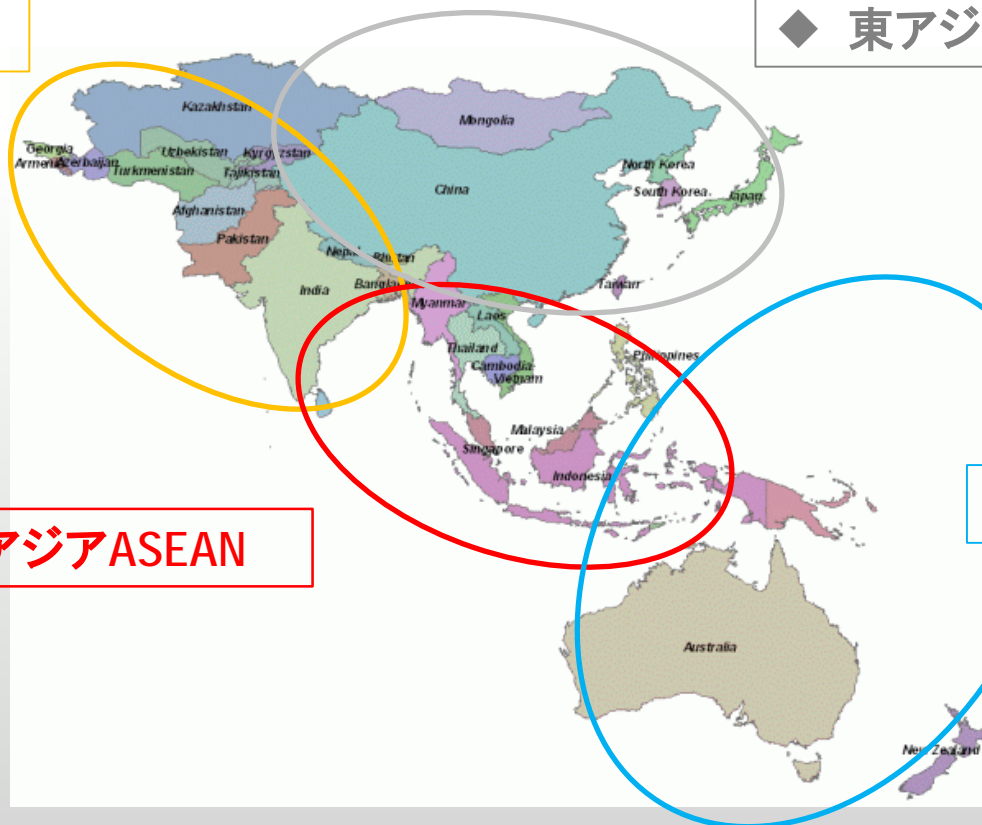 ◆ 東アジ
Kazakhstan
Mongolia
Georgia
Armenia
Azerbaijan
Uzbekistan
Kyrgyzstan
Turkmenistan
Tajikistan
North Korea
China
South Korea
Japan
Afghanistan
Pakistan
Nepal
Bhutan
India
Taiwan
Myanmar
Laos
Thailand
Philippines
Cambodia
Vietnam
Malaysia
Singapore
Indonesia
アジアASEAN
Australia
New Zealand